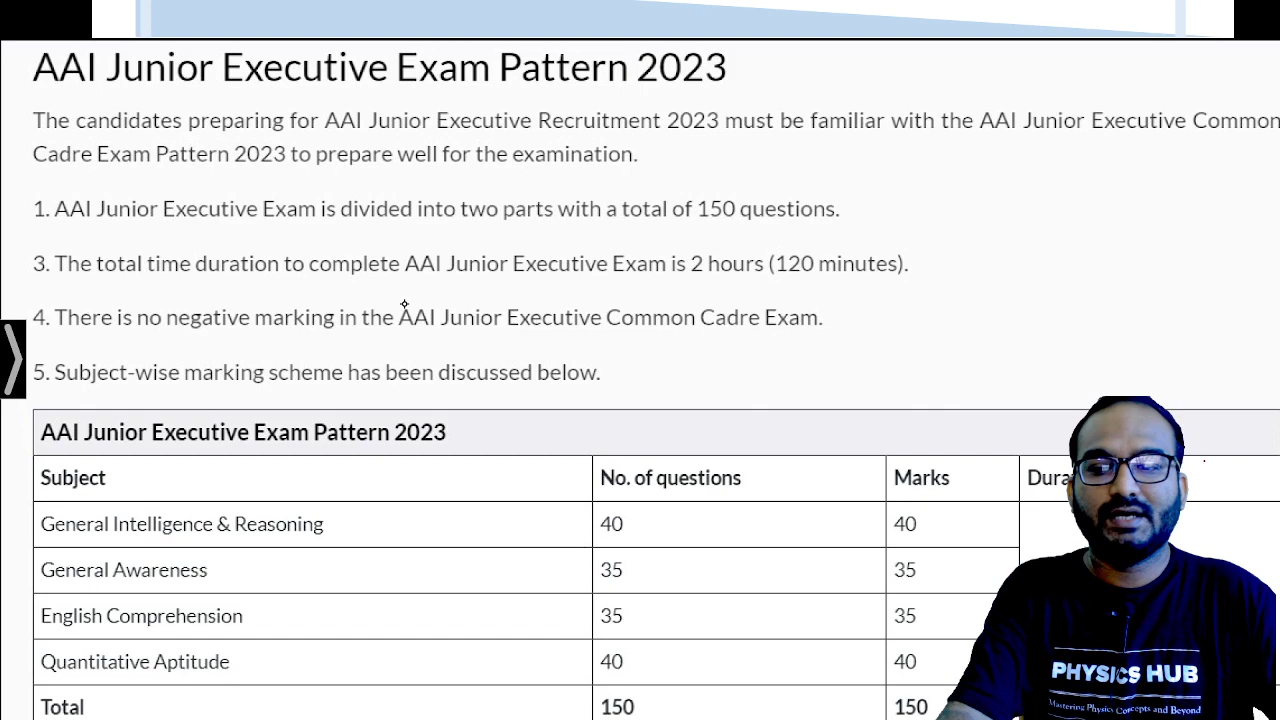 AAI Junior Executive Exam Pattern 2023
The candidates preparing for AAI Junior Executive Recruitment 2023 must be familiar with the AAI Junior Executive Common
Cadre Exam Pattern 2023 to prepare well for the examination.
1. AAI Junior Executive Exam is divided into two parts with a total of 150 questions.
3. The total time duration to complete AAI Junior Executive Exam is 2 hours (120 minutes).
4. There is no negative marking in the AAI Junior Executive Common Cadre Exam.
5. Subject-wise marking scheme has been discussed below.
AAI Junior Executive Exam Pattern 2023
Subject No. of questions Marks Dura
General Intelligence & Reasoning 40 40
General Awareness 35 35
English Comprehension 35 35
Quantitative Aptitude 40 40
Total 150 150
PHYSICS HUB
Mastering Physics Concepts and Beyond